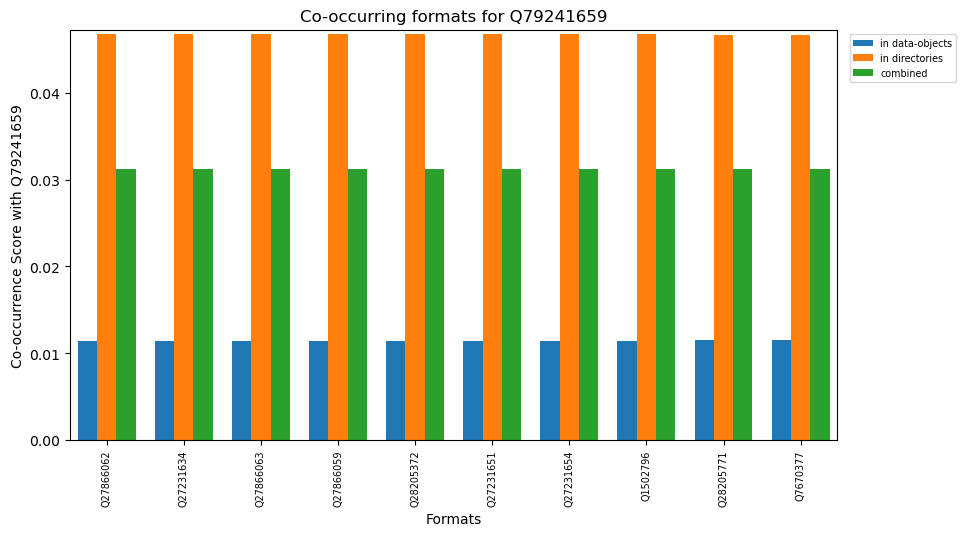 Co-occurring formats for Q79241659
in data-objects
in directories
combined
Co-occurrence Score with Q79241659
0.04
0.03
0.02
0.01
0.00
Q27866062
Q27231634
Q27866063
Q27866059
Q28205372
Q27231651
Q27231654
Q1502796
Q28205771
Q7670377
Formats